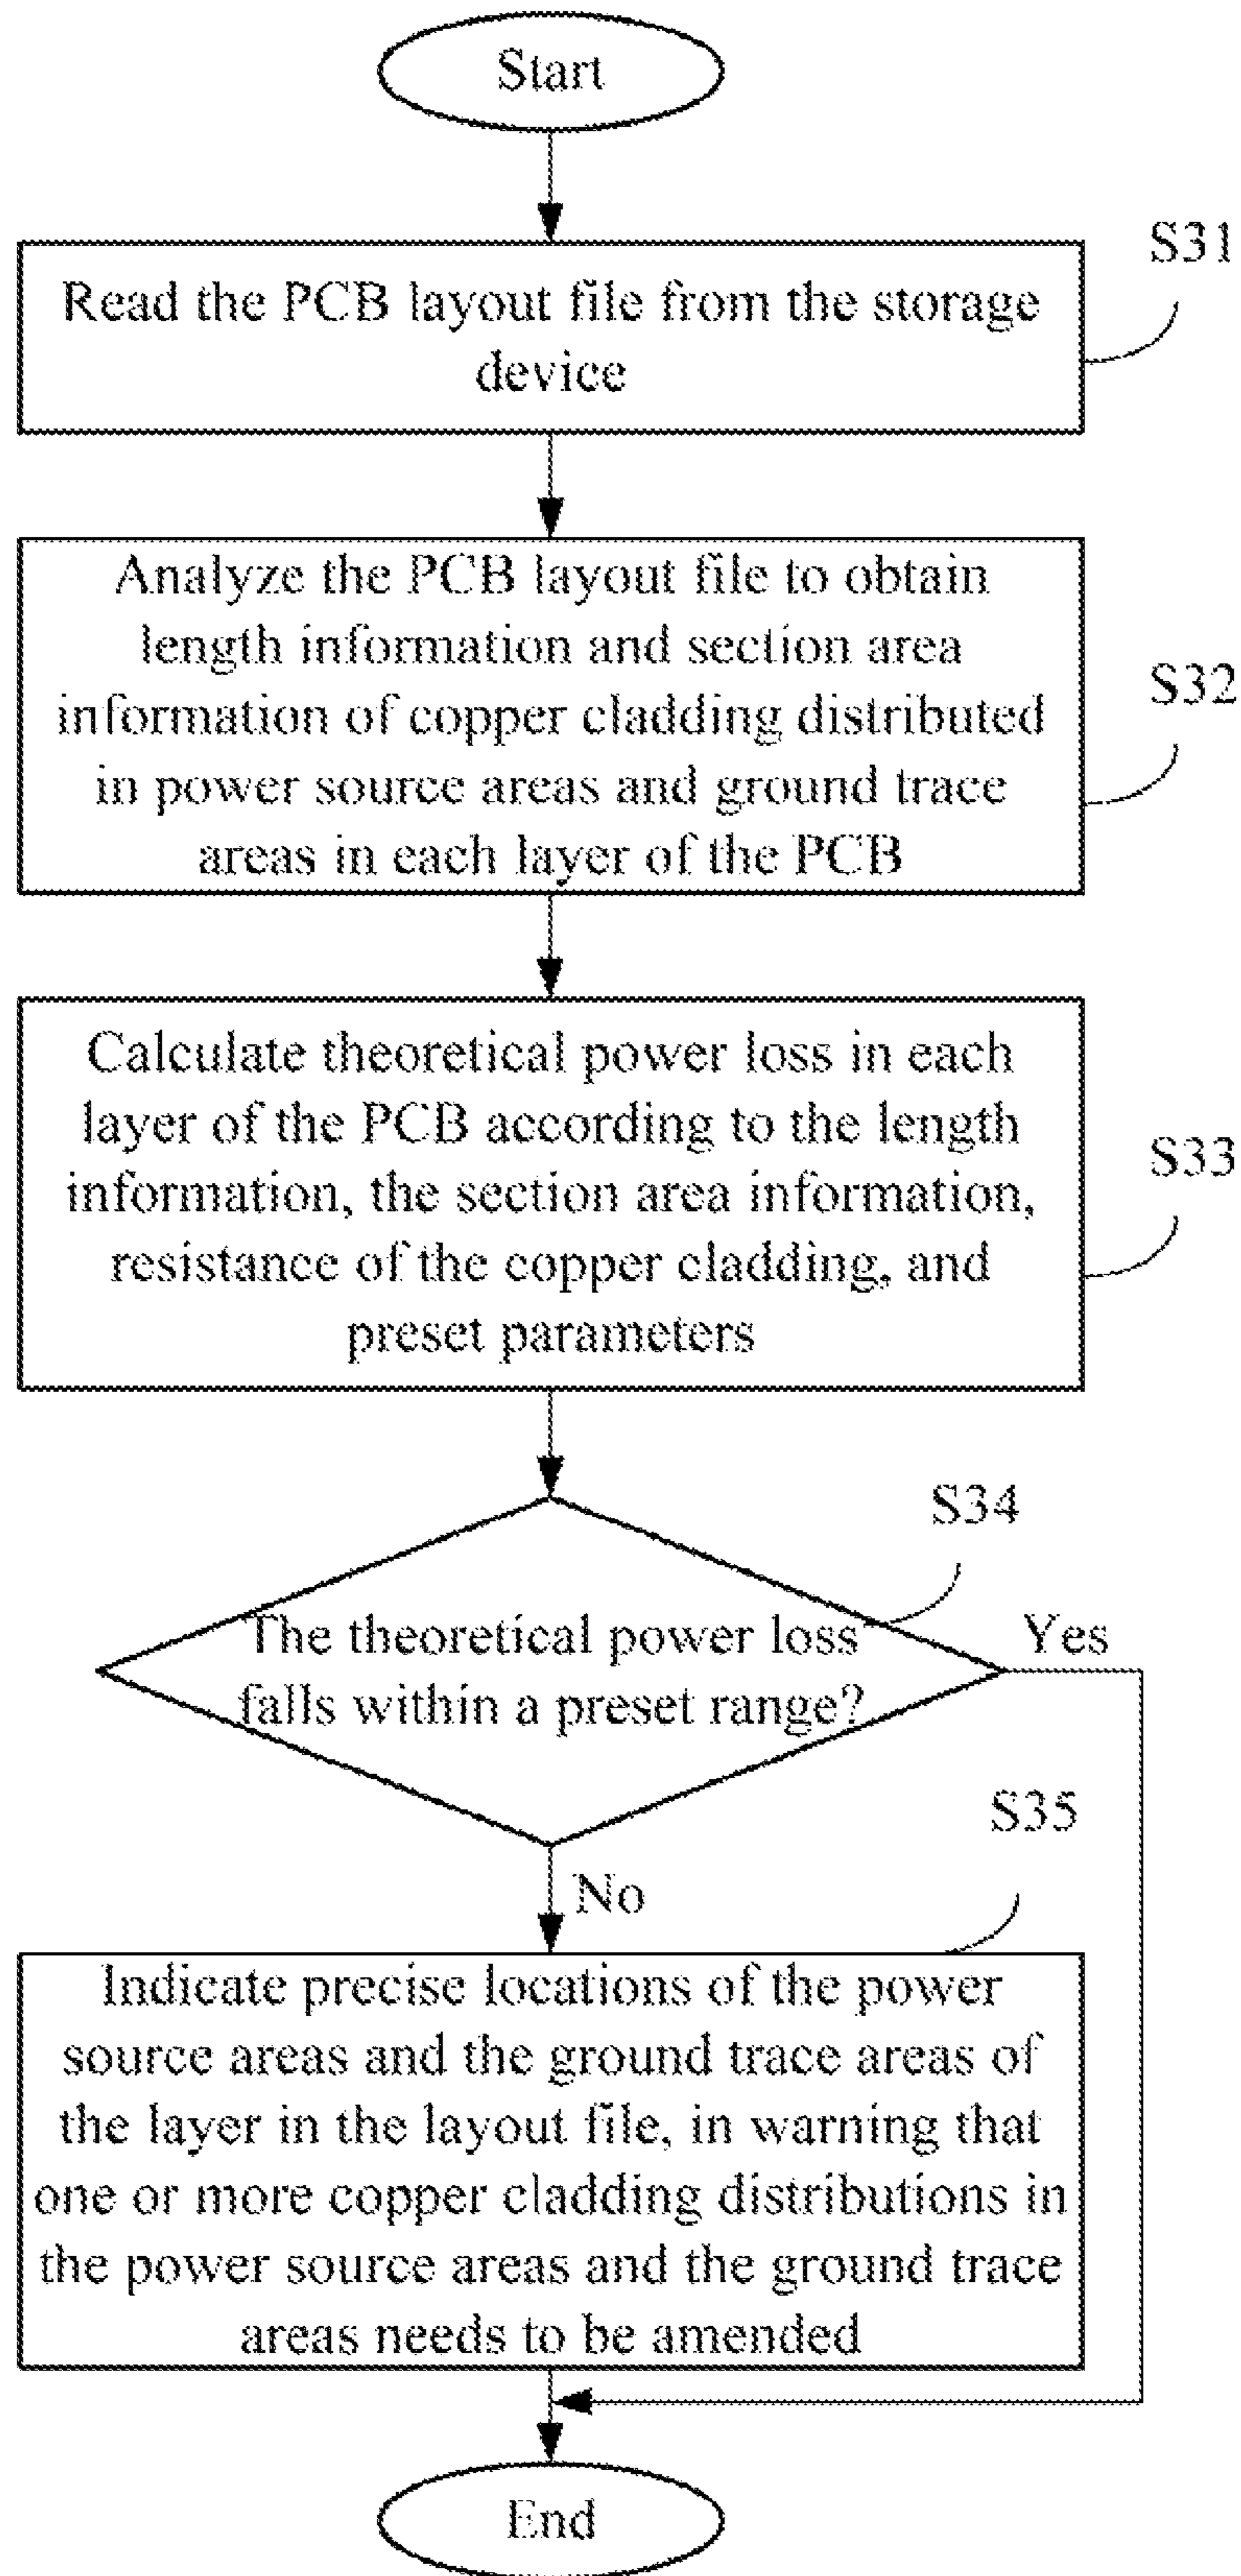 Start
S31
Read the PCB layout file from the storage
device
Analyze the PCB layout file to obtain
length information and section area
information of copper cladding distributed
in power source areas and ground trace
areas in each layer of the PCB
S32
Calculate theoretical power loss in each
layer of the PCB according to the length
information, the section area information,
resistance of the copper cladding, and
preset parameters
S33
S34
The theoretical power loss
falls within a preset range?
Yes
No
S35
Indicate precise locations of the power
source areas and the ground trace areas of
the layer in the layout file, in warning that
one or more copper cladding distributions in
the power source areas and the ground trace
areas needs to be amended
End